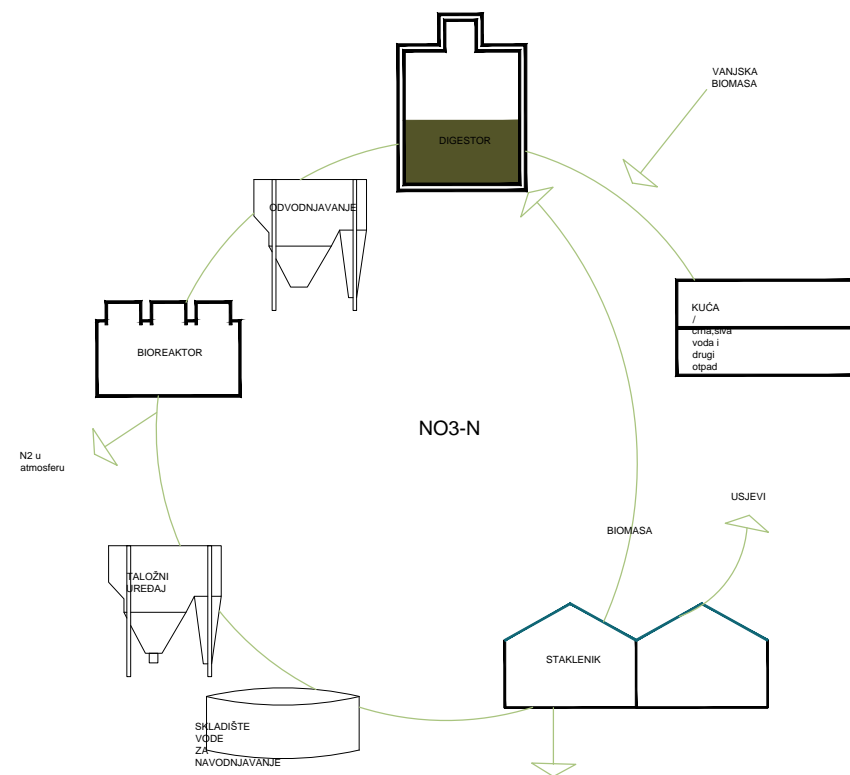 VANJSKA
BIOMASA
DIGESTOR
ODVODNJAVANJE
KUĆA
/
crna,siva
voda i
drugi
otpad
BIOREAKTOR
NO3-N
N2 u
atmosferu
USJEVI
BIOMASA
TALOŽNI
UREĐAJ
STAKLENIK
SKLADIŠTE
VODE
ZA
NAVODNJAVANJE